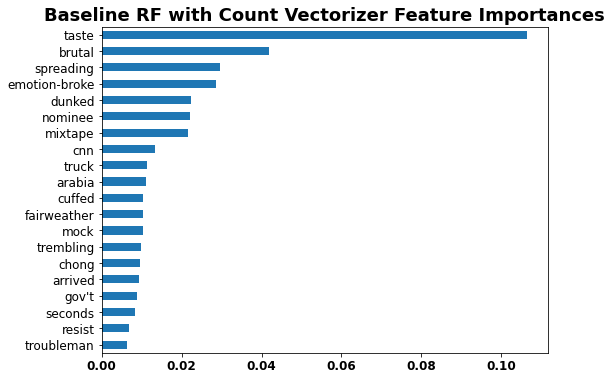 Baseline RF with Count Vectorizer Feature Importances
taste
brutal
spreading
emotion-broke
dunked
nominee
mixtape
cnn
truck
arabia
cuffed
fairweather
mock
trembling
chong
arrived
gov't
seconds
resist
troubleman
0.00 0.02 0.04 0.06 0.08 0.10